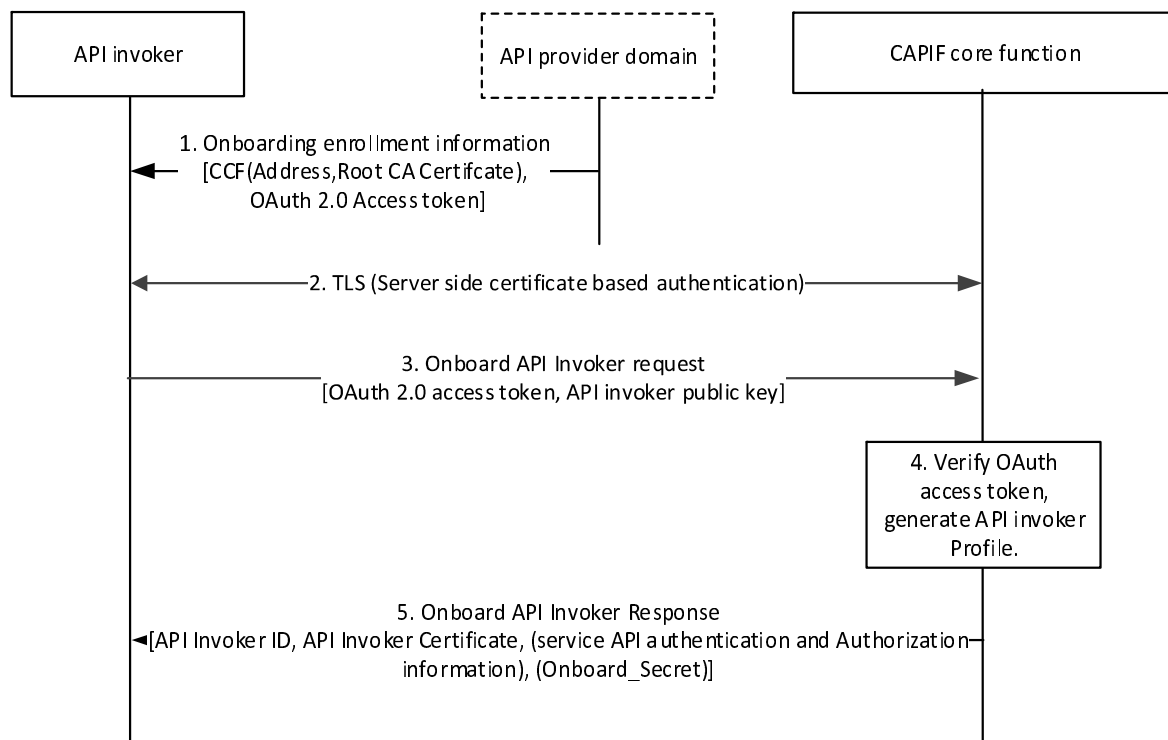 API invoker
API provider domain
CAPIF core function
1. Onboarding enrollment information
[CCF(Address,Root CA Certifcate),
OAuth 2.0 Access token]
2. TLS (Server side certificate based authentication)
3. Onboard API Invoker request
[OAuth 2.0 access token, API invoker public key]
4. Verify OAuth
access token,
generate API invoker
Profile.
5. Onboard API Invoker Response
[API Invoker ID, API Invoker Certificate, (service API authentication and Authorization
information), (Onboard_Secret)]